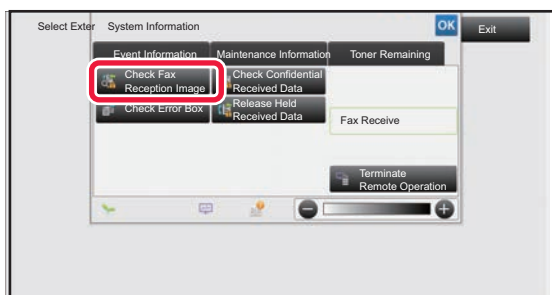 Select Exter System Information OK Exit
Event Information Maintenance Information Toner Remaining
Check Fax
Reception Image
Check Confidential
Received Data
Check Error Box
Release Held
Received Data
Fax Receive
Terminate
Remote Operation